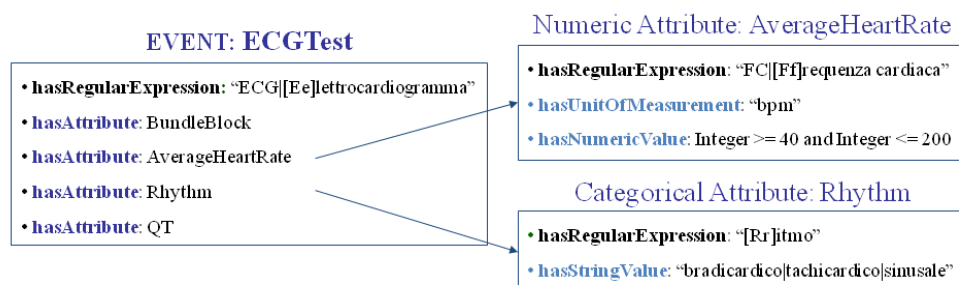 EVENT: ECGTest
• hasRegularExpression: “ECG|[Ee]lettrocardiogramma”
• hasAttribute: BundleBlock
• hasAttribute: AverageHeartRate
• hasAttribute: Rhythm
• hasAttribute: QT
Numeric Attribute: AverageHeartRate
• hasRegularExpression: “FC|[Ff]requenza cardiaca”
• hasUnitOfMeasurement: “bpm”
• hasNumericValue: Integer >= 40 and Integer <= 200
Categorical Attribute: Rhythm
• hasRegularExpression: “[Rr]itmo”
• hasStringValue: “bradicardico|tachicardico|sinusale”